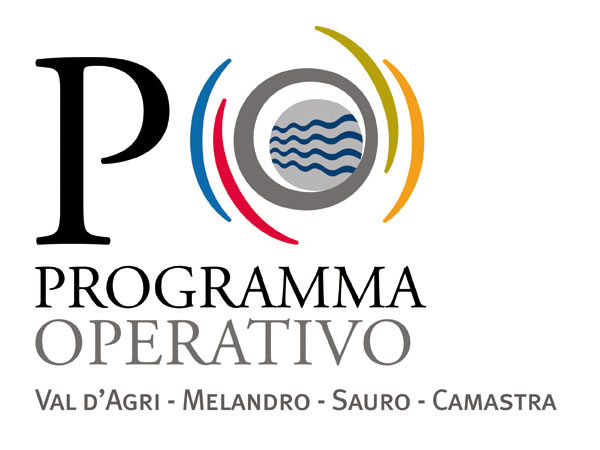 PO
PROGRAMMA
OPERATIVO
VAL D'AGRI - MELANDRO - SAURO - CAMASTRA